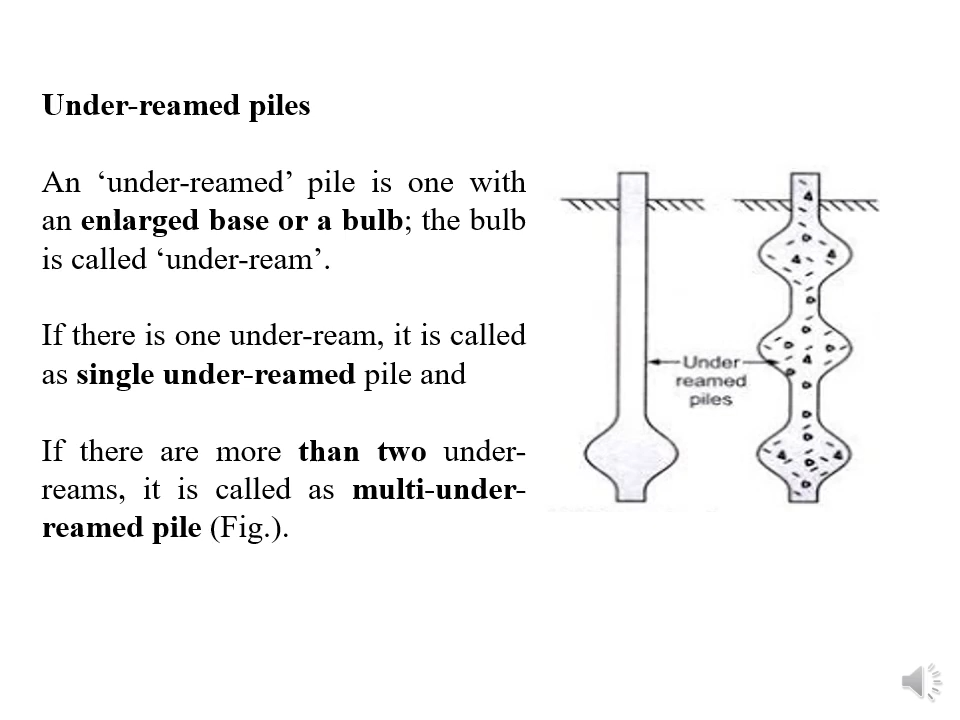 Under-reamed piles
An ‘under-reamed’ pile is one with
an enlarged base or a bulb; the bulb
is called ‘under-ream’.
If there is one under-ream, it is called
as single under-reamed pile and
If there are more than two under-
reams, it is called as multi-under-
reamed pile (Fig.).
Under
reamed
piles